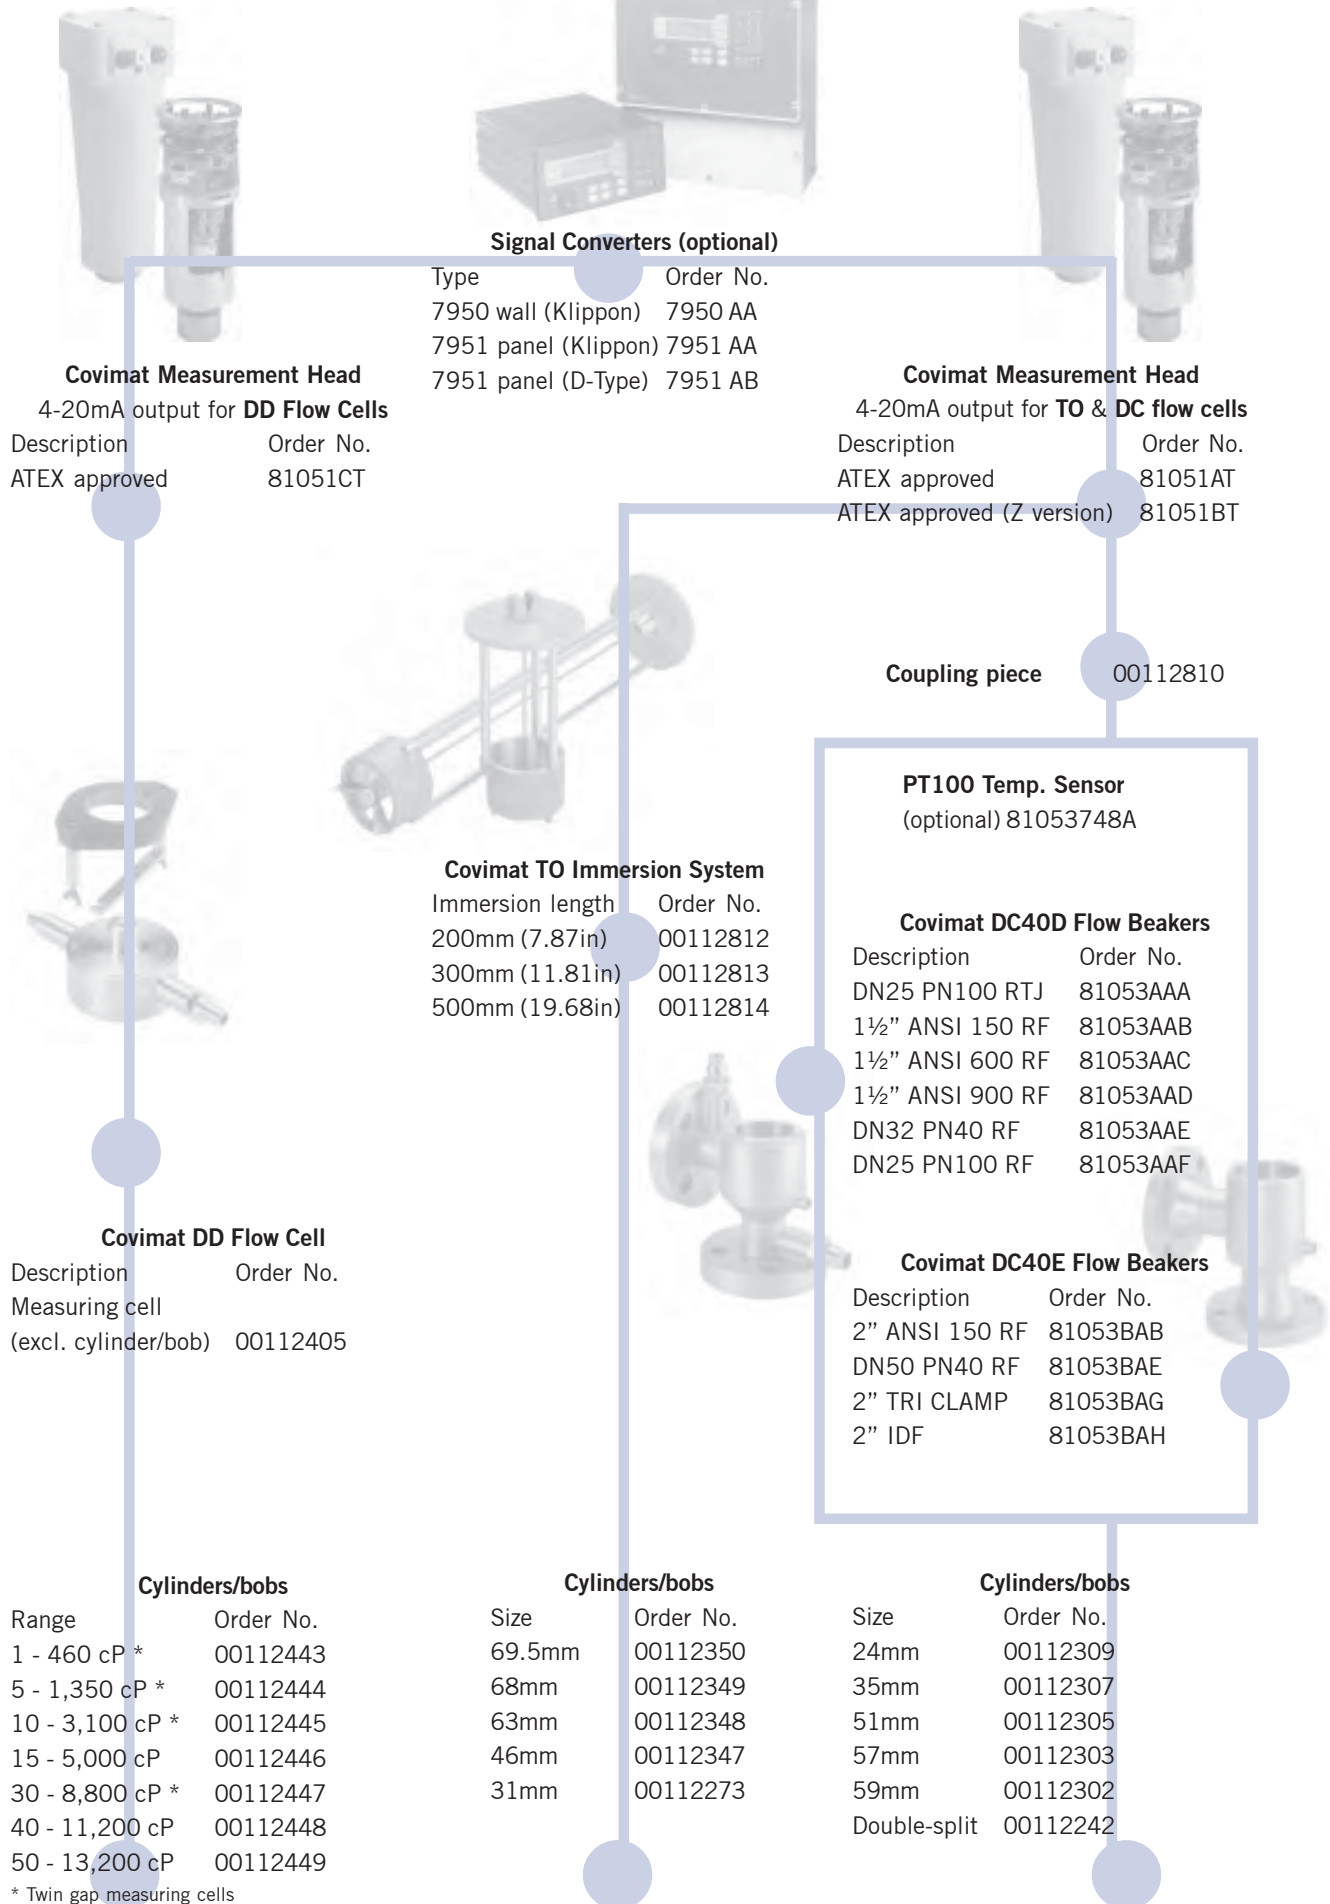 Signal Converters (optional)
Type Order No.
7950 wall (Klippon) 7950 AA
7951 panel (Klippon) 7951 AA
7951 panel (D-Type) 7951 AB
Covimat Measurement Head
4-20mA output for DD Flow Cells
Description Order No.
ATEX approved 81051CT
Covimat Measurement Head
4-20mA output for TO & DC flow cells
Description Order No.
ATEX approved 81051AT
ATEX approved (Z version) 81051BT
Coupling piece 00112810
PT100 Temp. Sensor
(optional) 81053748A
Covimat TO Immersion System
Immersion length Order No.
200mm (7.87in) 00112812
300mm (11.81in) 00112813
500mm (19.68in) 00112814
Covimat DC40D Flow Beakers
Description Order No.
DN25 PN100 RTJ 81053AAA
1½” ANSI 150 RF 81053AAB
1½” ANSI 600 RF 81053AAC
1½” ANSI 900 RF 81053AAD
DN32 PN40 RF 81053AAE
DN25 PN100 RF 81053AAF
Covimat DD Flow Cell
Description Order No.
Measuring cell
(excl. cylinder/bob) 00112405
Covimat DC40E Flow Beakers
Description Order No.
2” ANSI 150 RF 81053BAB
DN50 PN40 RF 81053BAE
2” TRI CLAMP 81053BAG
2” IDF 81053BAH
Cylinders/bobs
Range Order No.
1 - 460 cP * 00112443
5 - 1,350 cP * 00112444
10 - 3,100 cP * 00112445
15 - 5,000 cP 00112446
30 - 8,800 cP * 00112447
40 - 11,200 cP 00112448
50 - 13,200 cP 00112449
* Twin gap measuring cells
Cylinders/bobs
Size Order No.
69.5mm 00112350
68mm 00112349
63mm 00112348
46mm 00112347
31mm 00112273
Cylinders/bobs
Size Order No.
24mm 00112309
35mm 00112307
51mm 00112305
57mm 00112303
59mm 00112302
Double-split 00112242